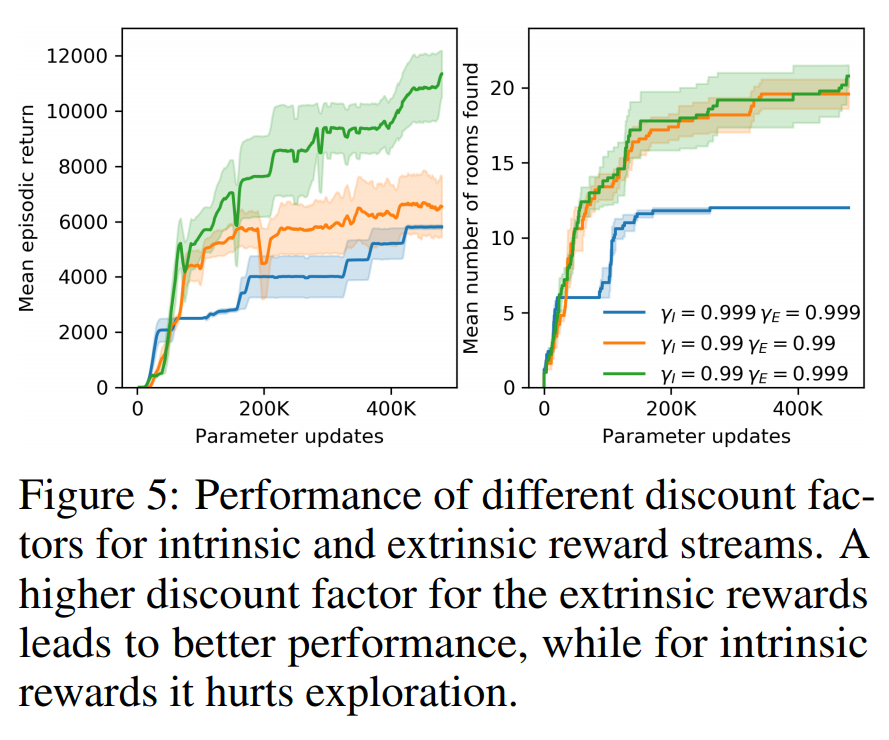 Mean episodic return
12000
10000
8000
6000
4000
2000
0
0 200K 400K
Parameter updates
Mean number of rooms found
20
15
10
5
0
γI = 0.999 γE = 0.999
γI = 0.99 γE = 0.99
γI = 0.99 γE = 0.999
0 200K 400K
Parameter updates
Figure 5: Performance of different discount fac-
tors for intrinsic and extrinsic reward streams. A
higher discount factor for the extrinsic rewards
leads to better performance, while for intrinsic
rewards it hurts exploration.